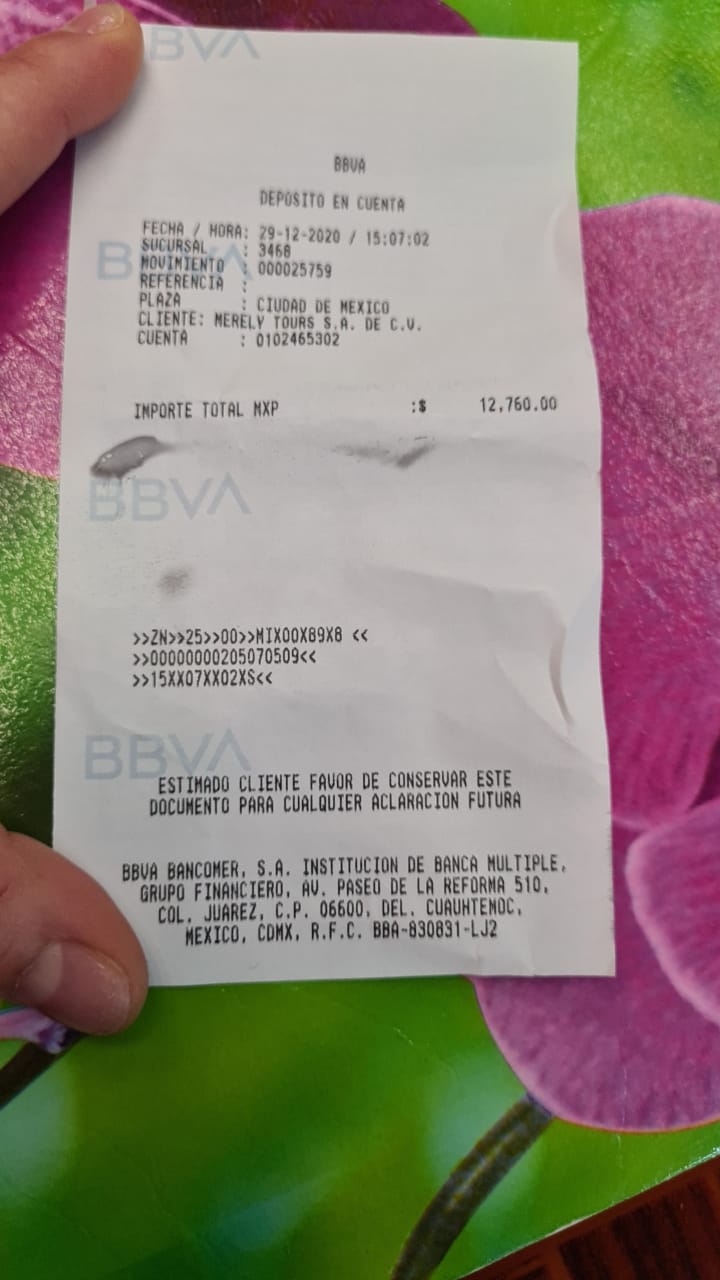 BBVA
BBVA
DEPOSITO EN CUENTA
FECHA / HORA: 29-12-2020 / 15:07:02
SUCURSAL : 3468
BBVA
MOVIMIENTO : 000025759
REFERENCIA :
PLAZA : CIUDAD DE MEXICO
CLIENTE: MERELY TOURS S.A. DE C.V.
CUENTA : 0102465302
IMPORTE TOTAL MXP :$ 12,760.00
BBVA
>>ZN>>25>>00>>MIX00X89X8 <<
>>00000000205070509<<
>>15XX07XX02XS<<
BBVA
ESTIMADO CLIENTE FAVOR DE CONSERVAR ESTE
DOCUMENTO PARA CUALQUIER ACLARACION FUTURA
BBVA BANCOMER, S.A. INSTITUCION DE BANCA MULTIPLE,
GRUPO FINANCIERO, AV. PASEO DE LA REFORMA 510,
COL. JUAREZ, C.P. 06600, DEL. CUAUHTEMOC,
MEXICO, CDMX, R.F.C. BBA-830831-LJ2